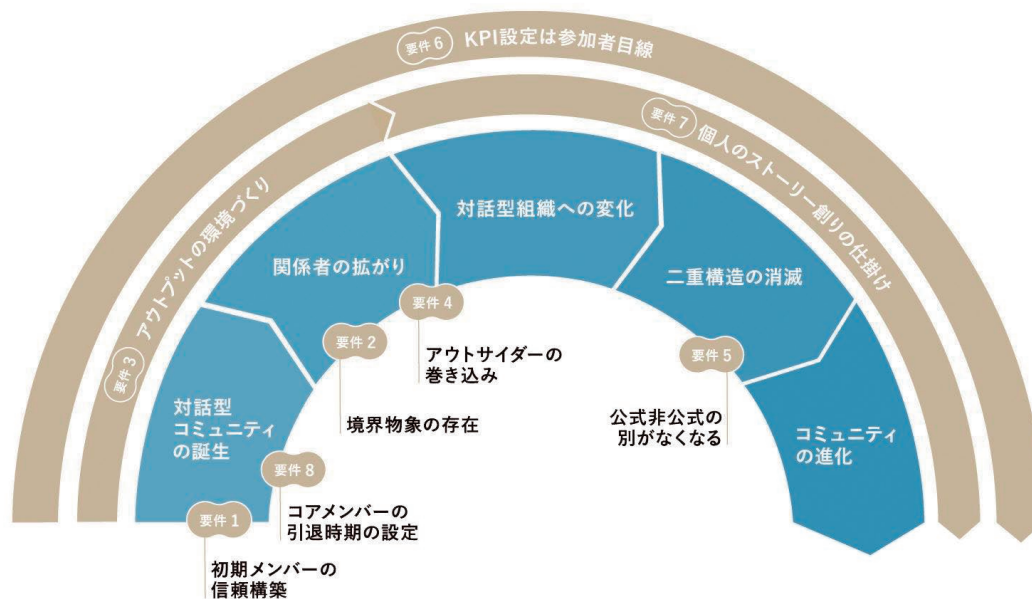 要件6 KPI設定は参加者目線
要件3 アウトプットの環境づくり
要件7 個人のストーリー創りの仕掛け
対話型
コミュニティ
の誕生
関係者の拡がり
対話型組織への変化
二重構造の消滅
コミュニティ
の進化
要件1
初期メンバーの
信頼構築
要件8
コアメンバーの
引退時期の設定
要件2
境界物象の存在
要件4
アウトサイダーの
巻き込み
要件5
公式非公式の
別がなくなる